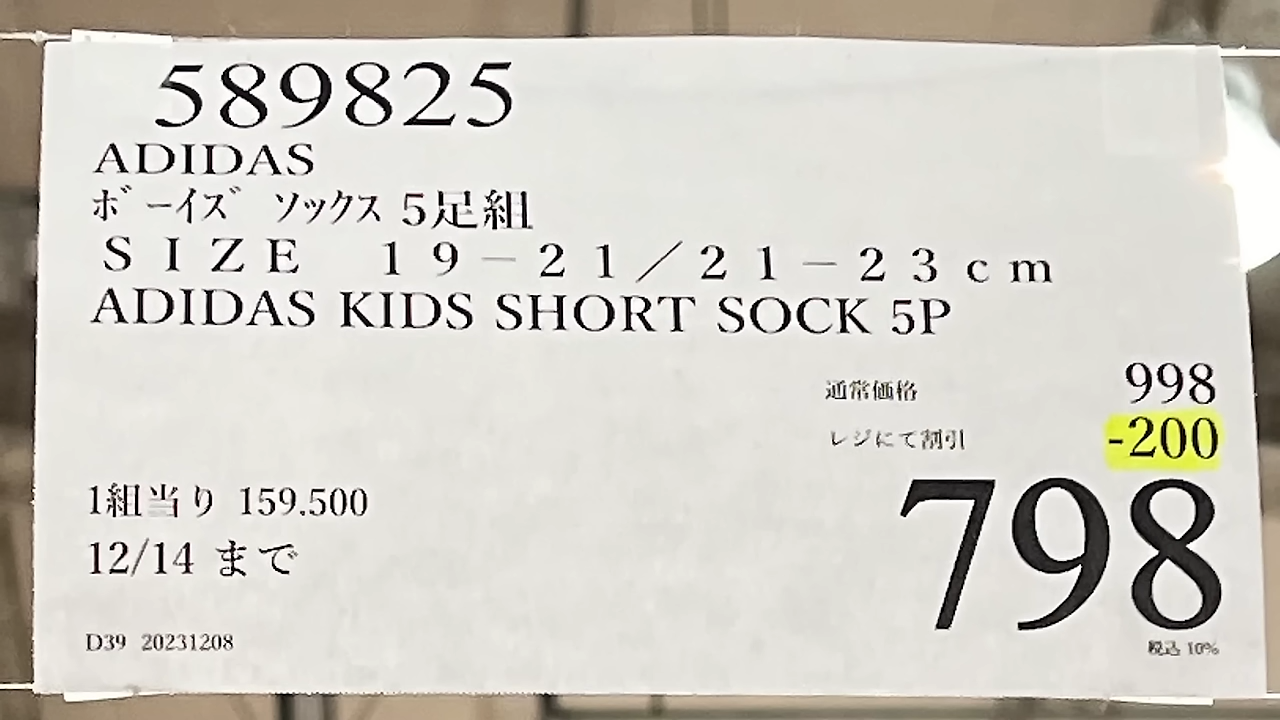 589825
ADIDAS
ﾎﾞｰｲｽﾞ ｿｯｸｽ 5足組
ＳＩＺＥ　１９－２１／２１－２３ｃｍ
ADIDAS KIDS SHORT SOCK 5P
通常価格 998
レジにて割引 -200
798
1組当り 159.500
12/14 まで
税込 10%
D39 20231208